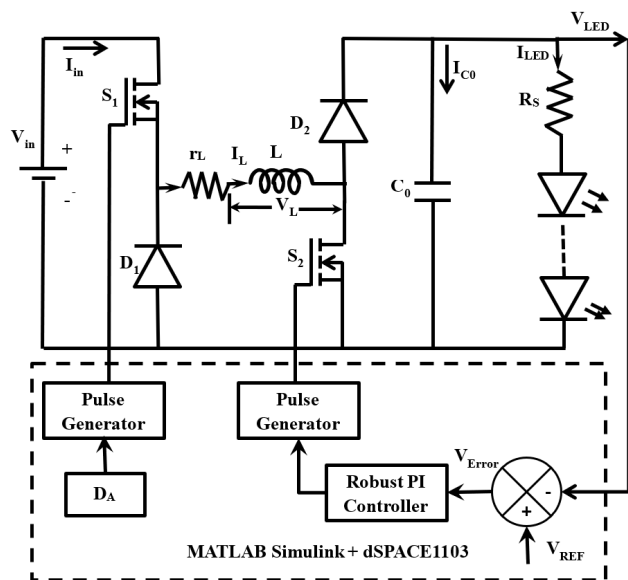 V_LED
I_in
I_LED
I_C0
S_1
R_S
D_2
V_in
+
-
r_L
I_L
L
C_0
V_L
D_1
S_2
Pulse
Generator
Pulse
Generator
V_Error
D_A
Robust PI
Controller
-
+
V_REF
MATLAB Simulink + dSPACE1103